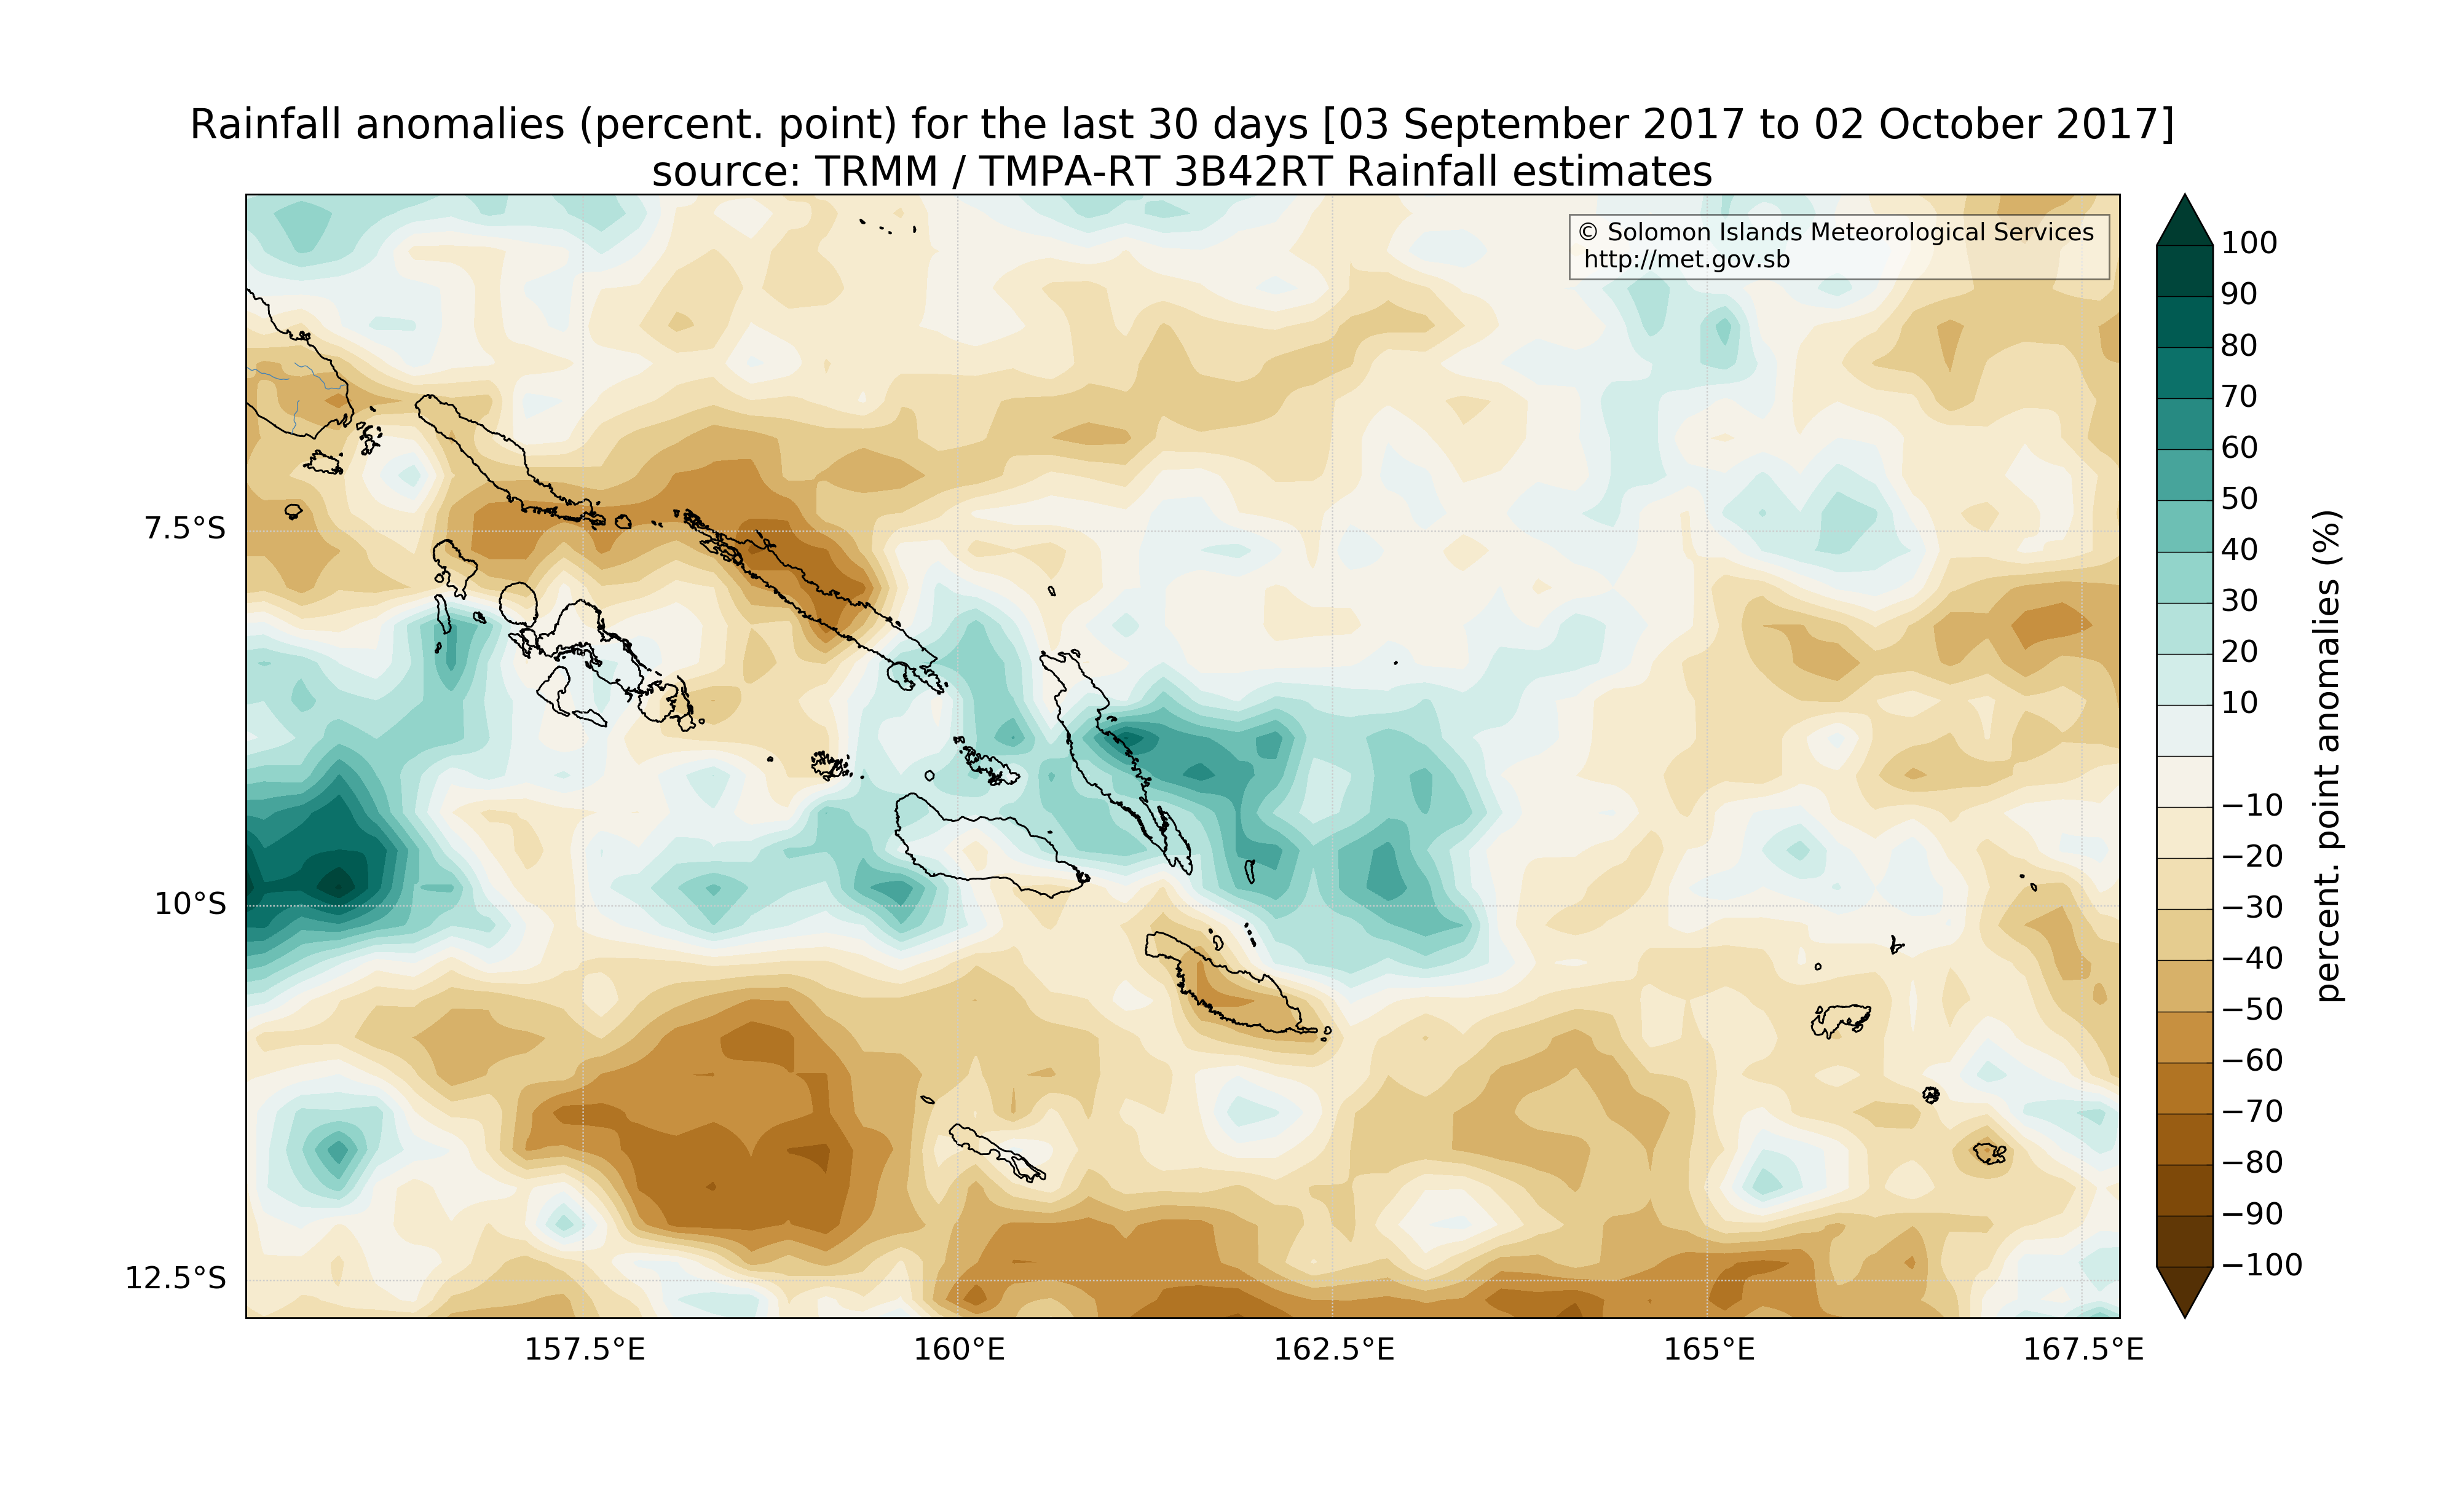 Rainfall anomalies (percent. point) for the last 30 days [03 September 2017 to 02 October 2017]
source: TRMM / TMPA-RT 3B42RT Rainfall estimates
© Solomon Islands Meteorological Services
http://met.gov.sb
7.5°S
10°S
12.5°S
157.5°E
160°E
162.5°E
165°E
167.5°E
100
90
80
70
60
50
40
30
20
10
−10
−20
−30
−40
−50
−60
−70
−80
−90
−100
percent. point anomalies (%)